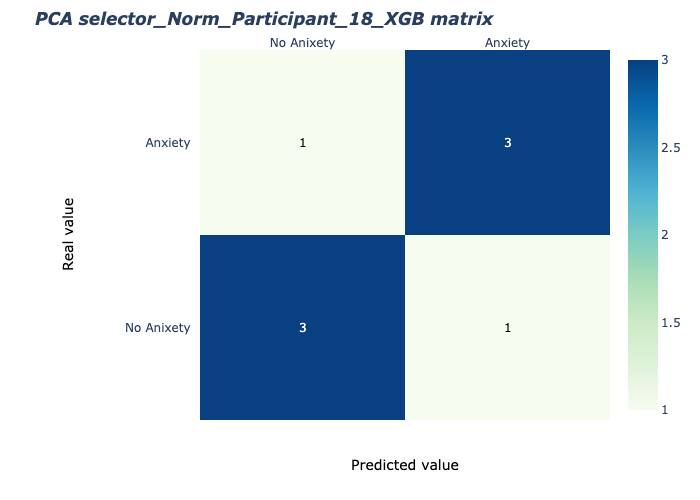 PCA selector_Norm_Participant_18_XGB matrix
No Anixety
Anxiety
Anxiety
1
3
No Anixety
3
1
Real value
Predicted value
3
2.5
2
1.5
1